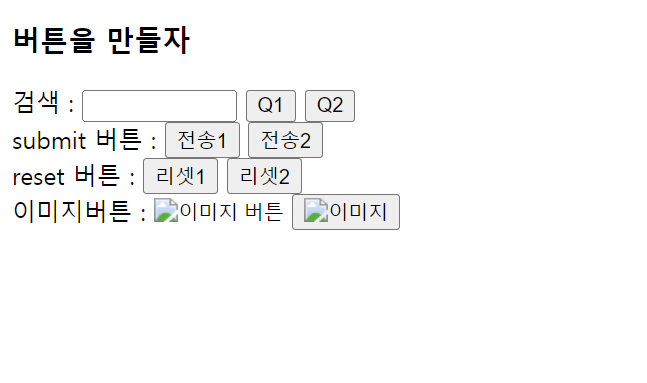 버튼을 만들자
검색 : Q1 Q2
submit 버튼 : 전송1 전송2
reset 버튼 : 리셋1 리셋2
이미지버튼 : 이미지 버튼 이미지